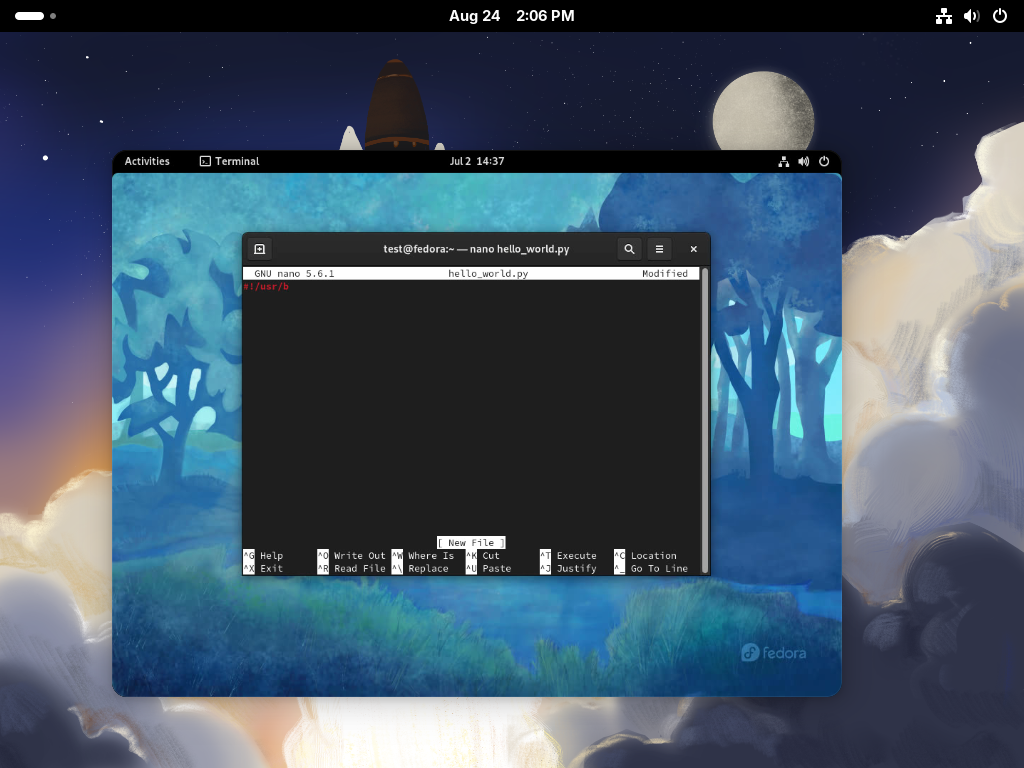 Aug 24 2:06 PM
Activities Terminal Jul 2 14:37
test@fedora:~ — nano hello_world.py
GNU nano 5.6.1 hello_world.py Modified
#!/usr/b
[ New File ]
^G Help ^O Write Out ^W Where Is ^K Cut ^T Execute ^C Location
^X Exit ^R Read File ^\ Replace ^U Paste ^J Justify ^_ Go To Line
fedora